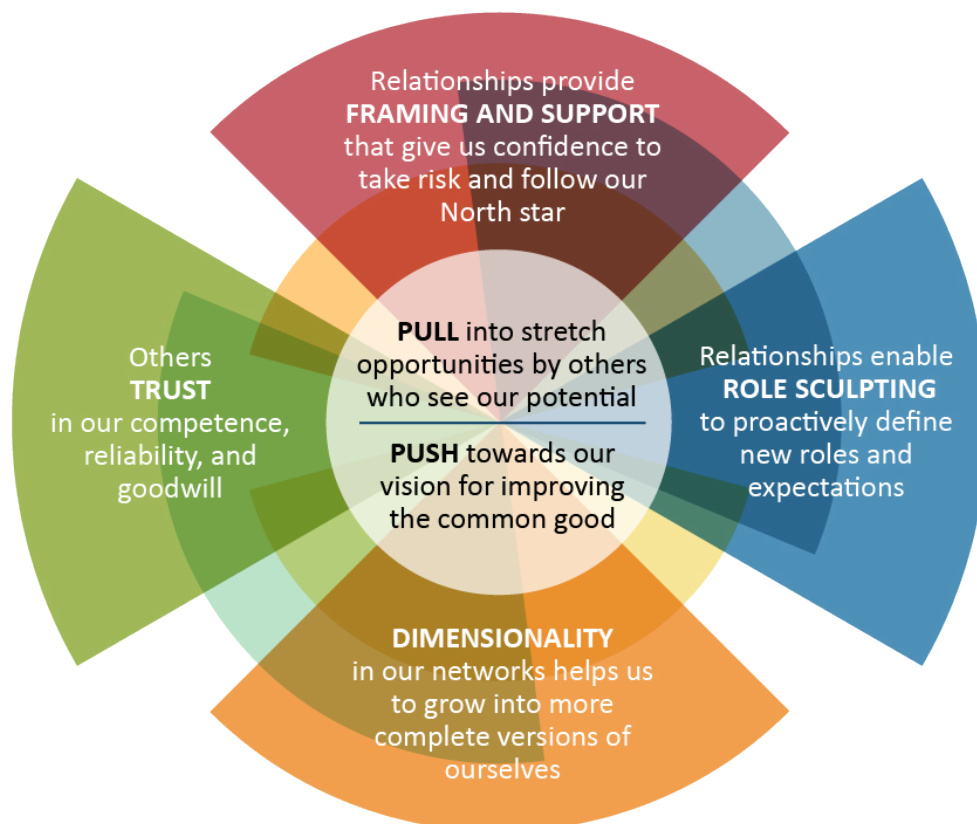 Relationships provide
FRAMING AND SUPPORT
that give us confidence to
take risk and follow our
North star
Others
TRUST
in our competence,
reliability, and
goodwill
PULL into stretch
opportunities by others
who see our potential
PUSH towards our
vision for improving
the common good
Relationships enable
ROLE SCULPTING
to proactively define
new roles and
expectations
DIMENSIONALITY
in our networks helps us
to grow into more
complete versions of
ourselves